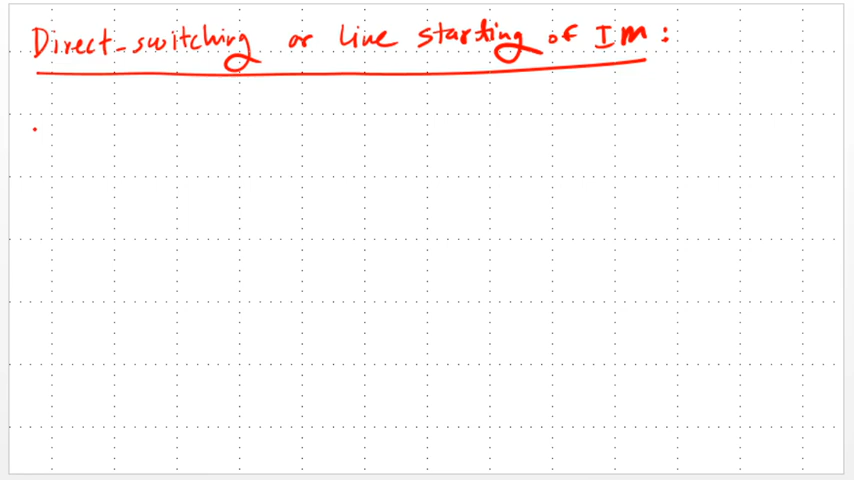 Direct-switching or line starting of IM :